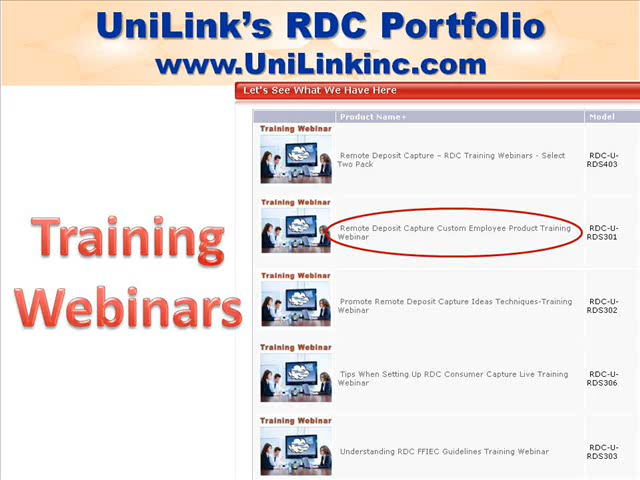 UniLink's RDC Portfolio
www.UniLinkinc.com
Let's See What We Have Here
Product Name+ Model
Training Webinar
Remote Deposit Capture – RDC Training Webinars - Select
Two Pack
RDC-U-
RDS403
Training Webinar
Remote Deposit Capture Custom Employee Product Training
Webinar
RDC-U-
RDS301
Training
Webinars
Training Webinar
Promote Remote Deposit Capture Ideas Techniques-Training
Webinar
RDC-U-
RDS302
Training Webinar
Tips When Setting Up RDC Consumer Capture Live Training
Webinar
RDC-U-
RDS306
Training Webinar
Understanding RDC FFIEC Guidelines Training Webinar
RDC-U-
RDS303